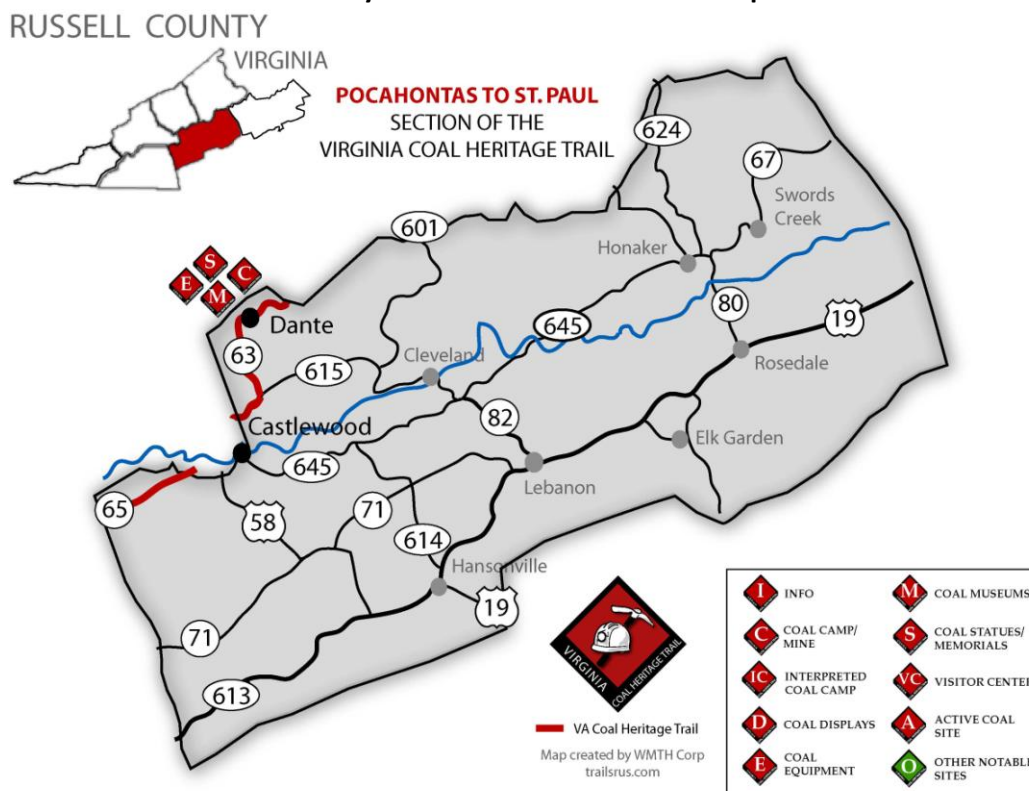 RUSSELL COUNTY
VIRGINIA
POCAHONTAS TO ST. PAUL
SECTION OF THE
VIRGINIA COAL HERITAGE TRAIL
624
67
Swords
Creek
601
Honaker
S
E
C
M
Dante
80
19
645
63
Cleveland
Rosedale
615
Castlewood
82
Elk Garden
645
Lebanon
65
58
71
614
Hansonville
19
71
613
VIRGINIA
COAL HERITAGE TRAIL
VA Coal Heritage Trail
Map created by WMTH Corp
trailsrus.com
I INFO
C COAL CAMP/
MINE
IC INTERPRETED
COAL CAMP
D COAL DISPLAYS
E COAL
EQUIPMENT
M COAL MUSEUMS
S COAL STATUES/
MEMORIALS
VC VISITOR CENTER
A ACTIVE COAL
SITE
O OTHER NOTABLE
SITES